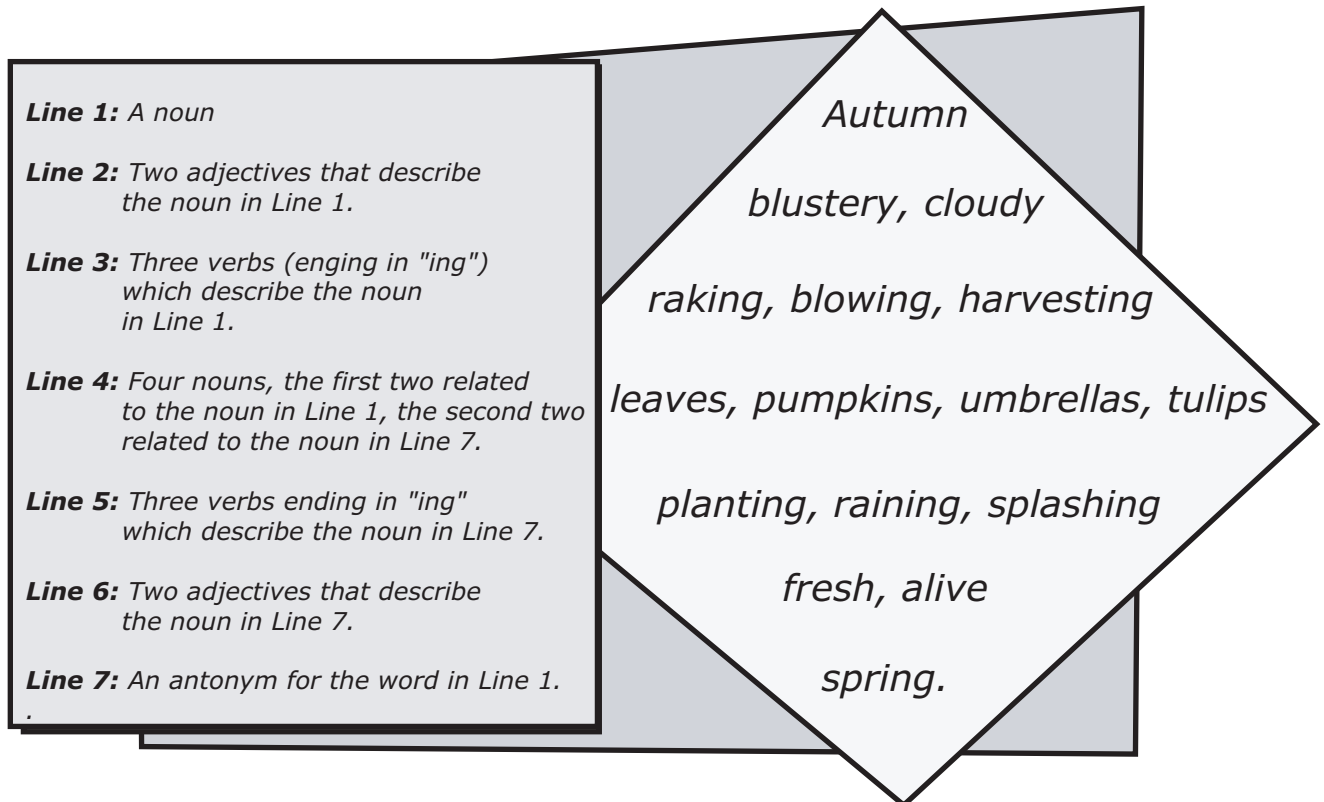 Line 1: A noun
Line 2: Two adjectives that describe
the noun in Line 1.
Line 3: Three verbs (enging in "ing")
which describe the noun
in Line 1.
Line 4: Four nouns, the first two related
to the noun in Line 1, the second two
related to the noun in Line 7.
Line 5: Three verbs ending in "ing"
which describe the noun in Line 7.
Line 6: Two adjectives that describe
the noun in Line 7.
Line 7: An antonym for the word in Line 1.
.
Autumn
blustery, cloudy
raking, blowing, harvesting
leaves, pumpkins, umbrellas, tulips
planting, raining, splashing
fresh, alive
spring.